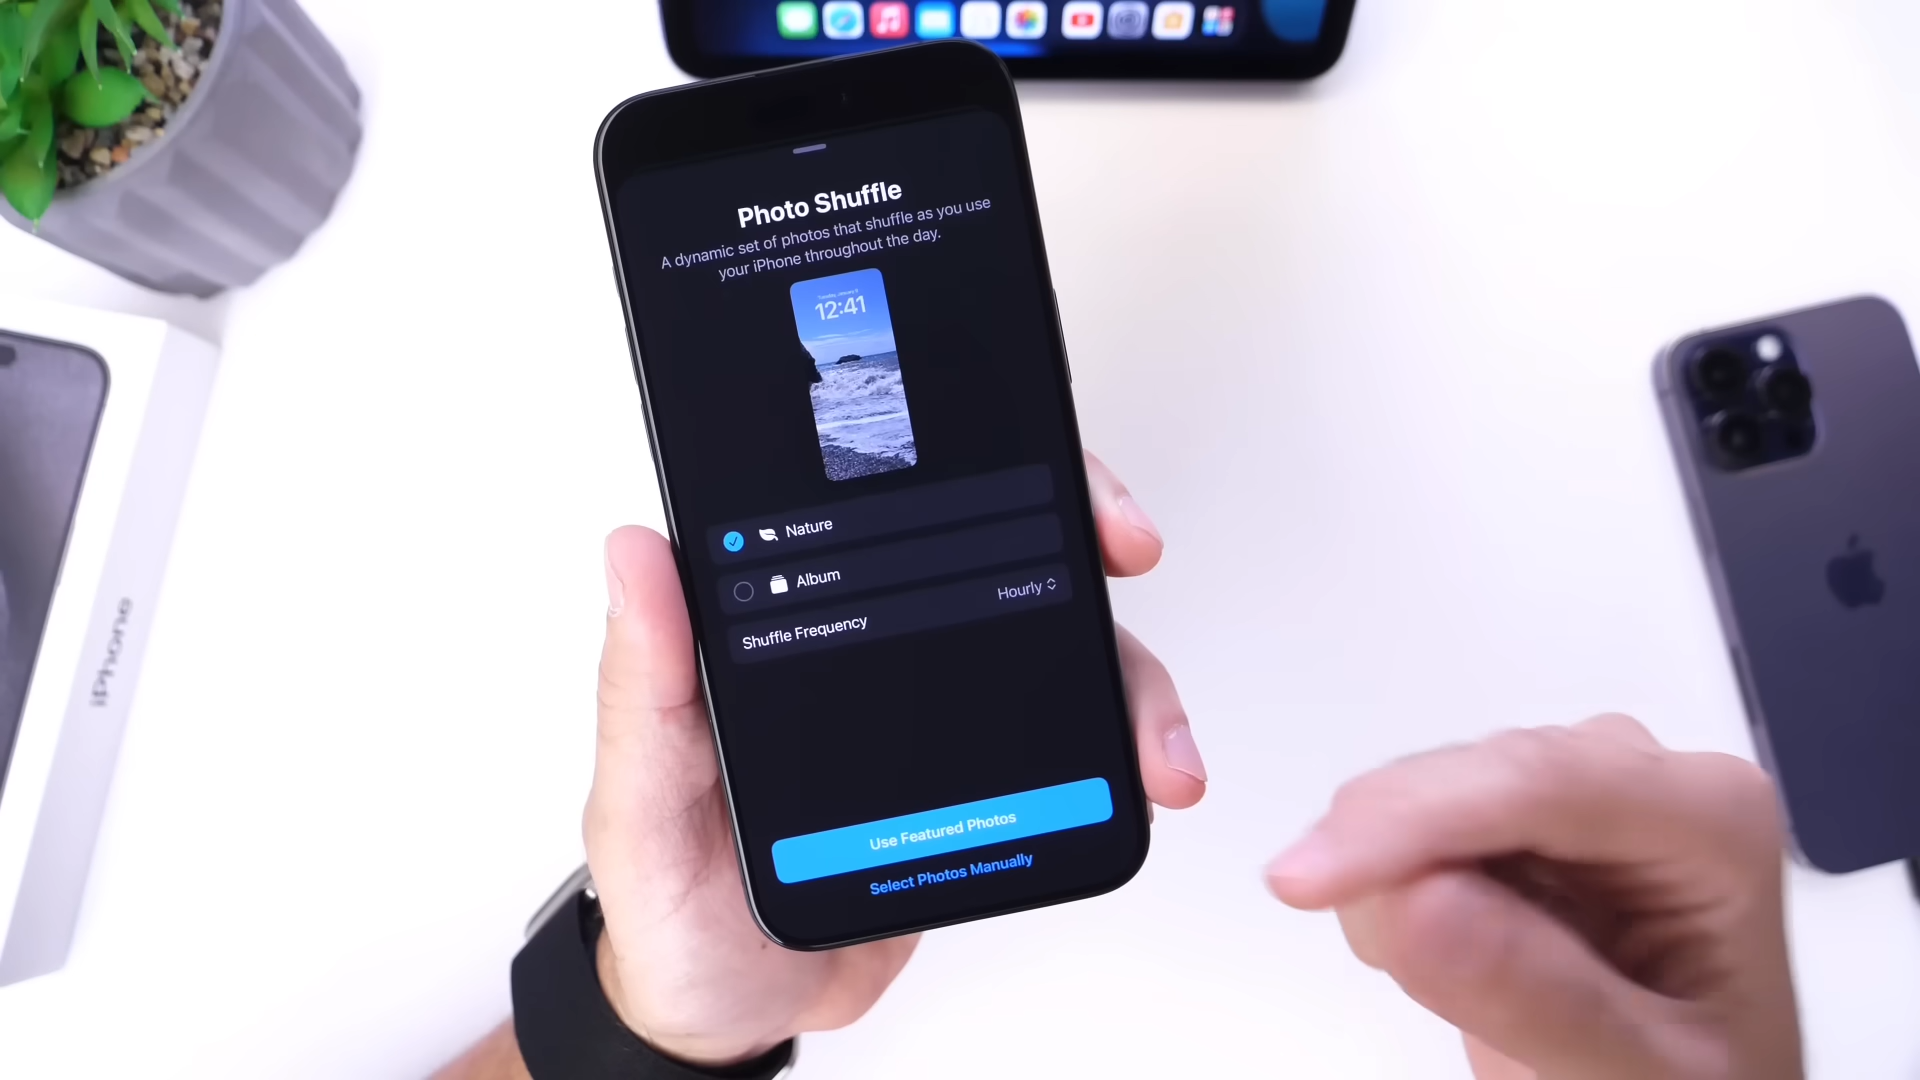 Photo Shuffle
A dynamic set of photos that shuffle as you use
your iPhone throughout the day.
12:41
Nature
Album
Shuffle Frequency
Hourly
Use Featured Photos
Select Photos Manually
iPhone